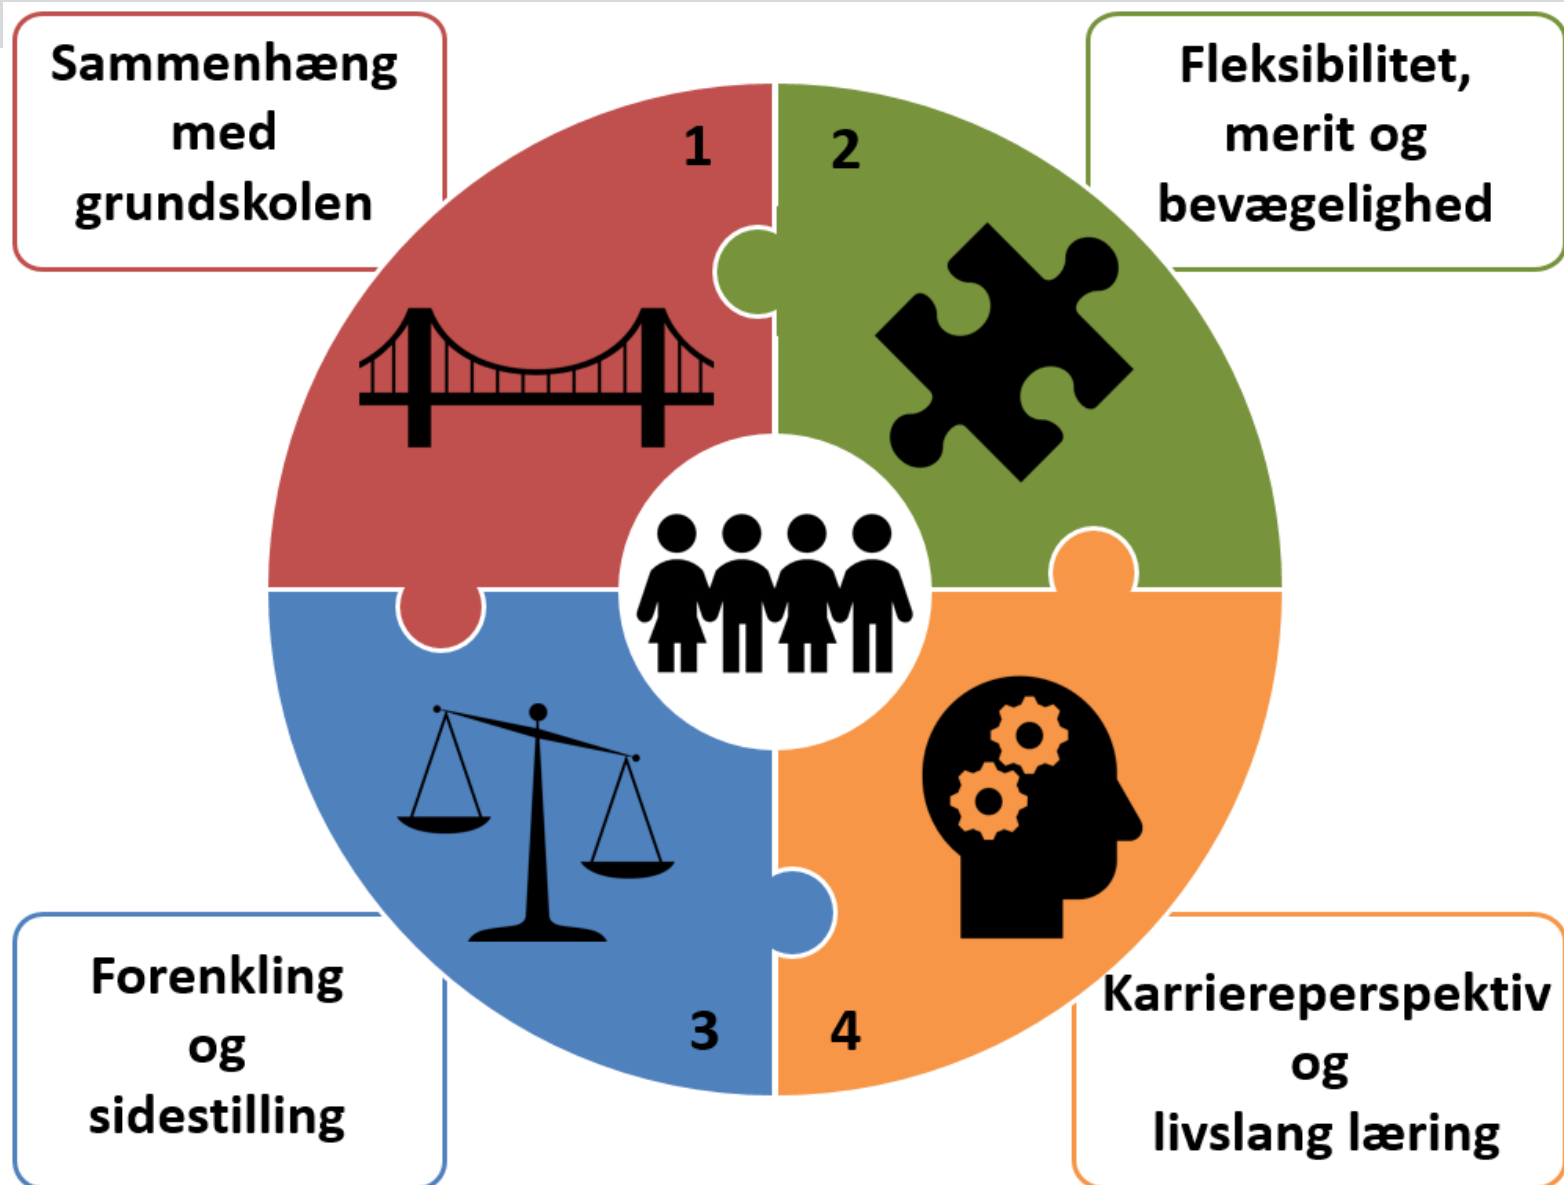 Sammenhæng
med
grundskolen
1
2
Fleksibilitet,
merit og
bevægelighed
Forenkling
og
sidestilling
3
4
Karriereperspektiv
og
livslang læring